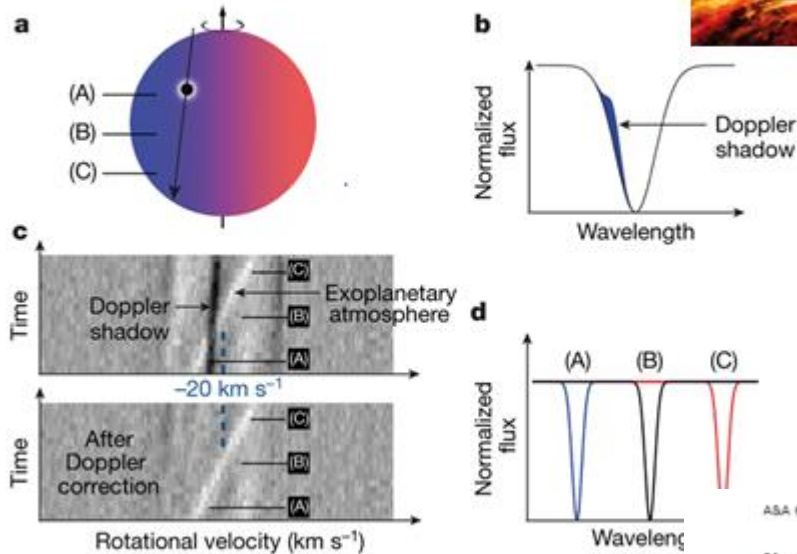 a
(A)
(B)
(C)
b
Normalized
flux
Doppler
shadow
Wavelength
c
Time
Doppler
shadow
(C)
Exoplanetary
atmosphere
(B)
(A)
−20 km s⁻¹
Time
After
Doppler
correction
(C)
(B)
(A)
Rotational velocity (km s⁻¹)
d
(A) (B) (C)
Normalized
flux
Waveleng
A&A